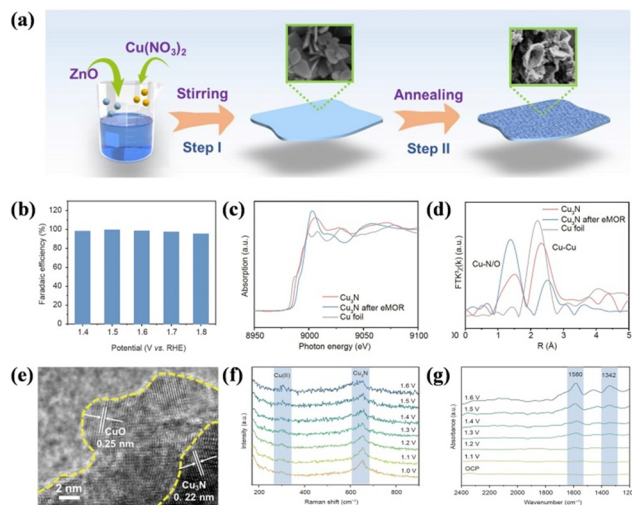 (a)
Cu(NO₃)₂
ZnO
Stirring
Annealing
Step I
Step II
(b)
Faradaic efficiency (%)
120
100
80
60
40
20
0
1.4 1.5 1.6 1.7 1.8
Potential (V vs. RHE)
(c)
Absorption (a.u.)
Cu₃N
Cu₃N after eMOR
Cu foil
8950 9000 9050 9100
Photon energy (eV)
(d)
Cu₃N
Cu₃N after eMOR
Cu foil
Cu-N/O
Cu-Cu
.0
0 1 2 3 4 5
R (Å)
(e)
CuO
0.25 nm
Cu₃N
0. 22 nm
2 nm
(f)
Cu(II)
Cu₃N
Intensity (a.u.)
1.6 V
1.5 V
1.4 V
1.3 V
1.2 V
1.1 V
1.0 V
200 400 600 800
Raman shift (cm⁻¹)
(g)
1580
1342
Absorbance (a.u.)
1.6 V
1.5 V
1.4 V
1.3 V
1.2 V
1.1 V
OCP
2400 2200 2000 1800 1600 1400 1200
Wavenumber (cm⁻¹)